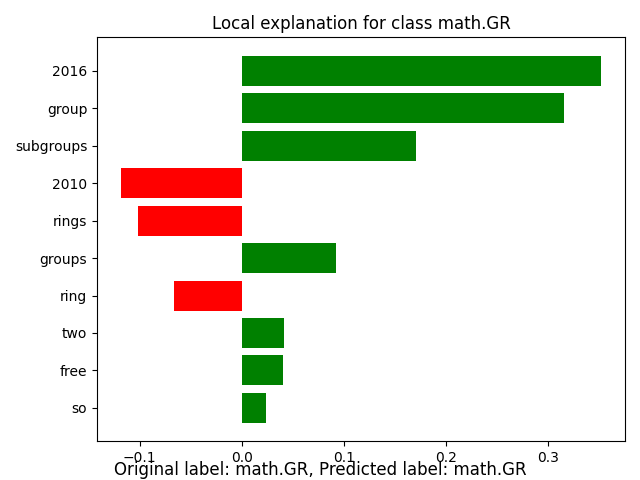 Local explanation for class math.GR
2016
group
subgroups
2010
rings
groups
ring
two
free
so
−0.1 0.0 0.1 0.2 0.3
Original label: math.GR, Predicted label: math.GR